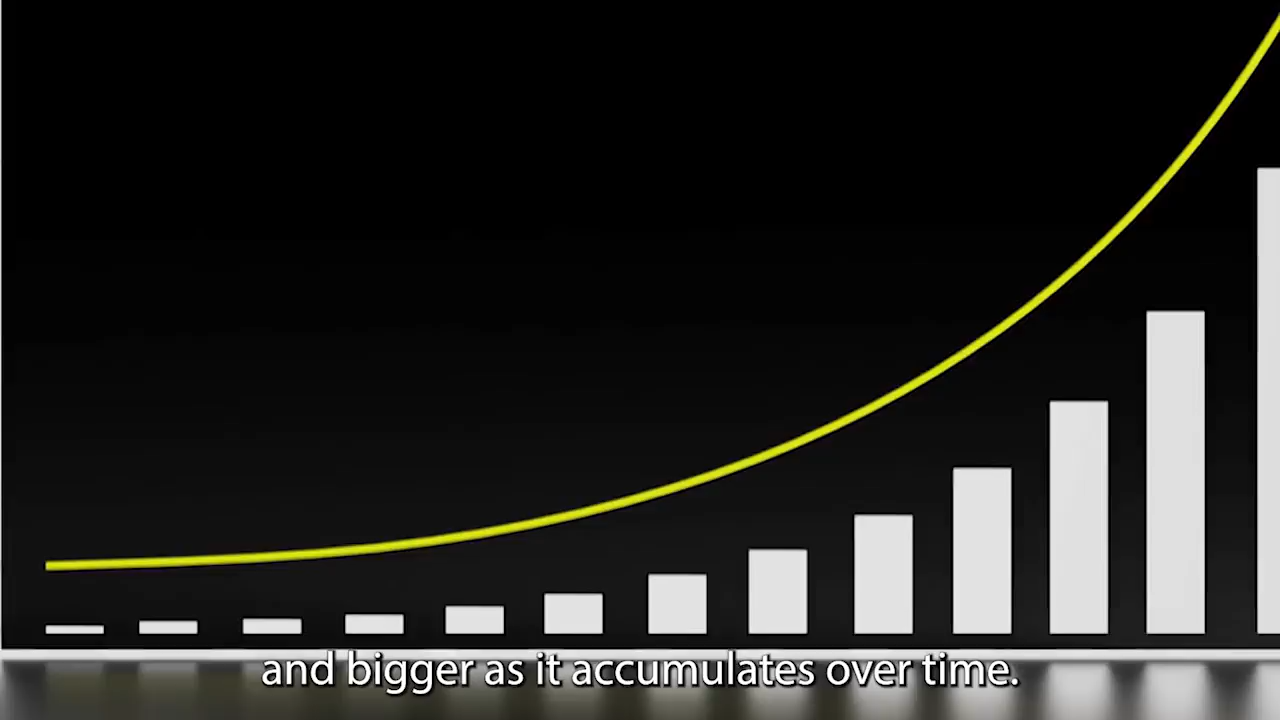 and bigger as it accumulates over time.